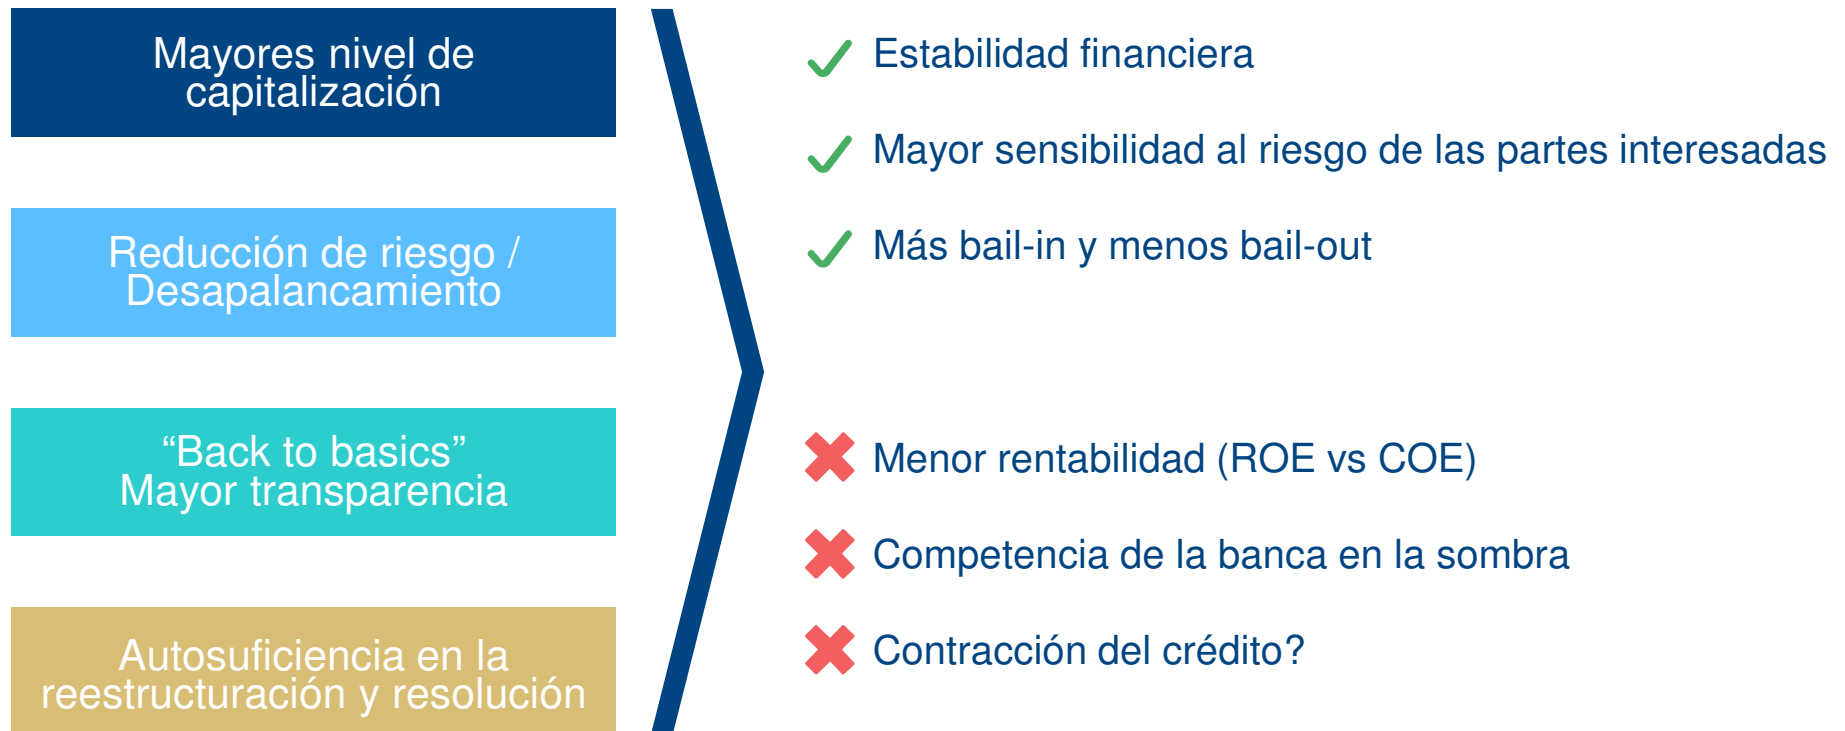 Mayores nivel de
capitalización
Reducción de riesgo /
Desapalancamiento
“Back to basics”
Mayor transparencia
Autosuficiencia en la
reestructuración y resolución
Estabilidad financiera
Mayor sensibilidad al riesgo de las partes interesadas
Más bail-in y menos bail-out
Menor rentabilidad (ROE vs COE)
Competencia de la banca en la sombra
Contracción del crédito?